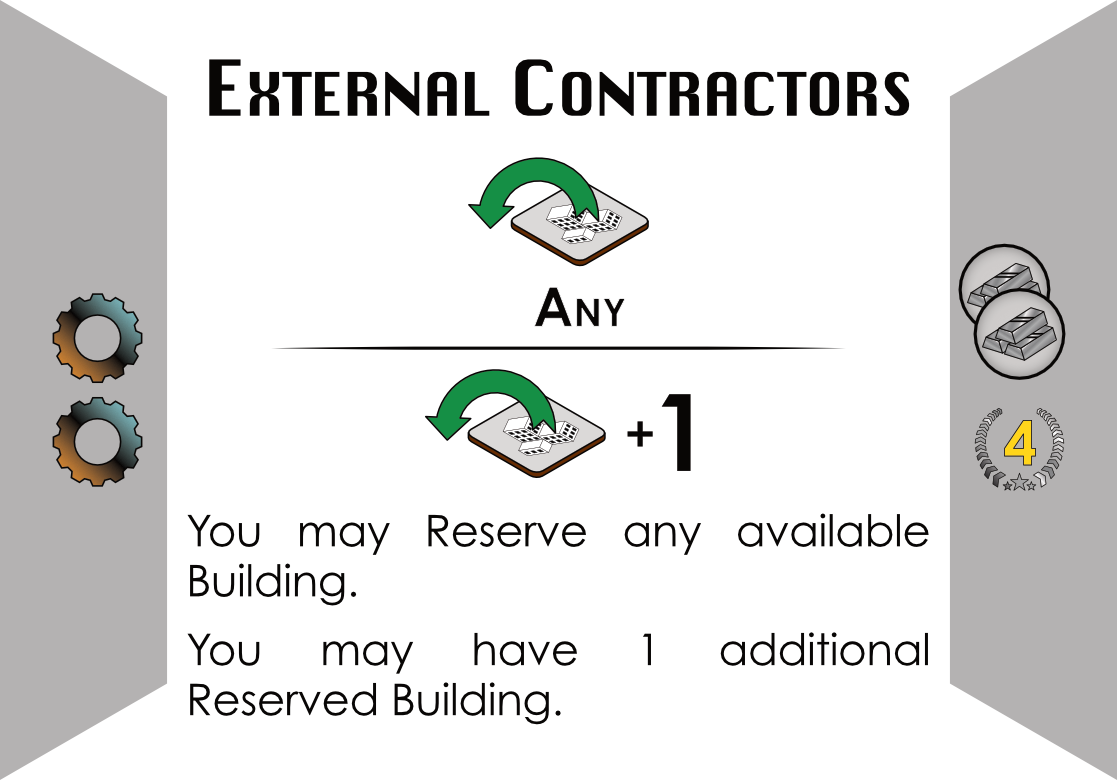 External Contractors
Any
+1
4
You may Reserve any available
Building.
You may have 1 additional
Reserved Building.